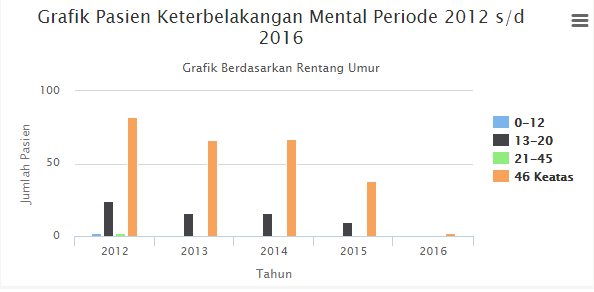 Grafik Pasien Keterbelakangan Mental Periode 2012 s/d
2016
Grafik Berdasarkan Rentang Umur
100
50
0
Jumlah Pasien
2012 2013 2014 2015 2016
Tahun
0-12
13-20
21-45
46 Keatas